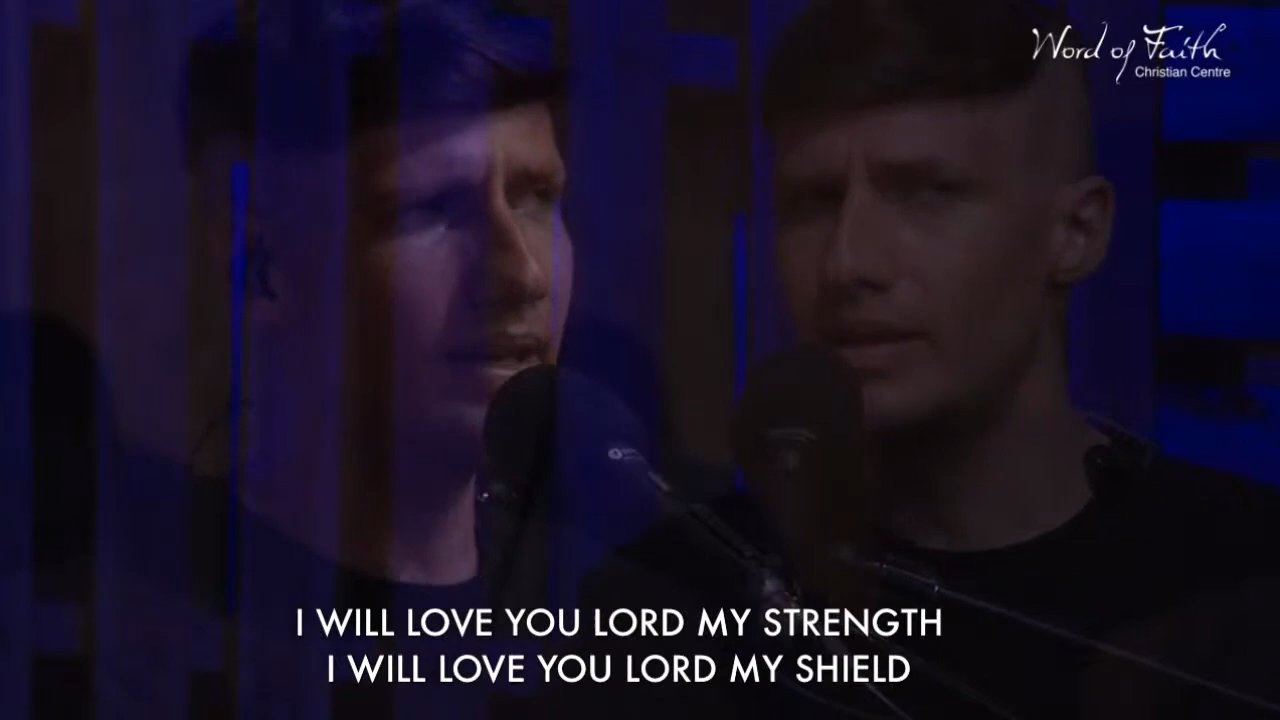 Word of Faith
Christian Centre
I WILL LOVE YOU LORD MY STRENGTH
I WILL LOVE YOU LORD MY SHIELD